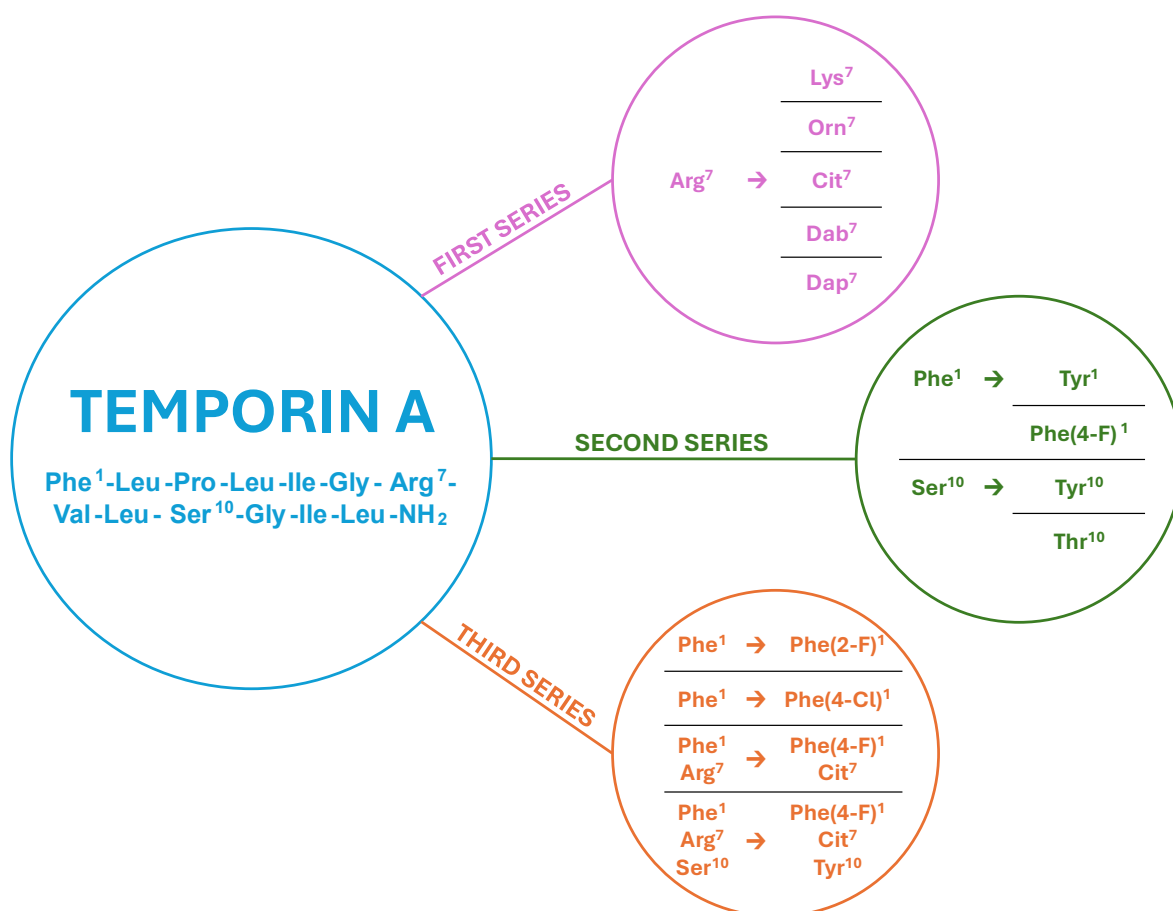 TEMPORIN A
Phe¹-Leu-Pro-Leu-Ile-Gly- Arg⁷-
Val-Leu- Ser¹⁰-Gly-Ile-Leu-NH₂
FIRST SERIES
Lys⁷
Orn⁷
Arg⁷ → Cit⁷
Dab⁷
Dap⁷
SECOND SERIES
Phe¹ → Tyr¹
Phe(4-F)¹
Ser¹⁰ → Tyr¹⁰
Thr¹⁰
THIRD SERIES
Phe¹ → Phe(2-F)¹
Phe¹ → Phe(4-Cl)¹
Phe¹ → Phe(4-F)¹
Arg⁷ Cit⁷
Phe¹ Phe(4-F)¹
Arg⁷ → Cit⁷
Ser¹⁰ Tyr¹⁰